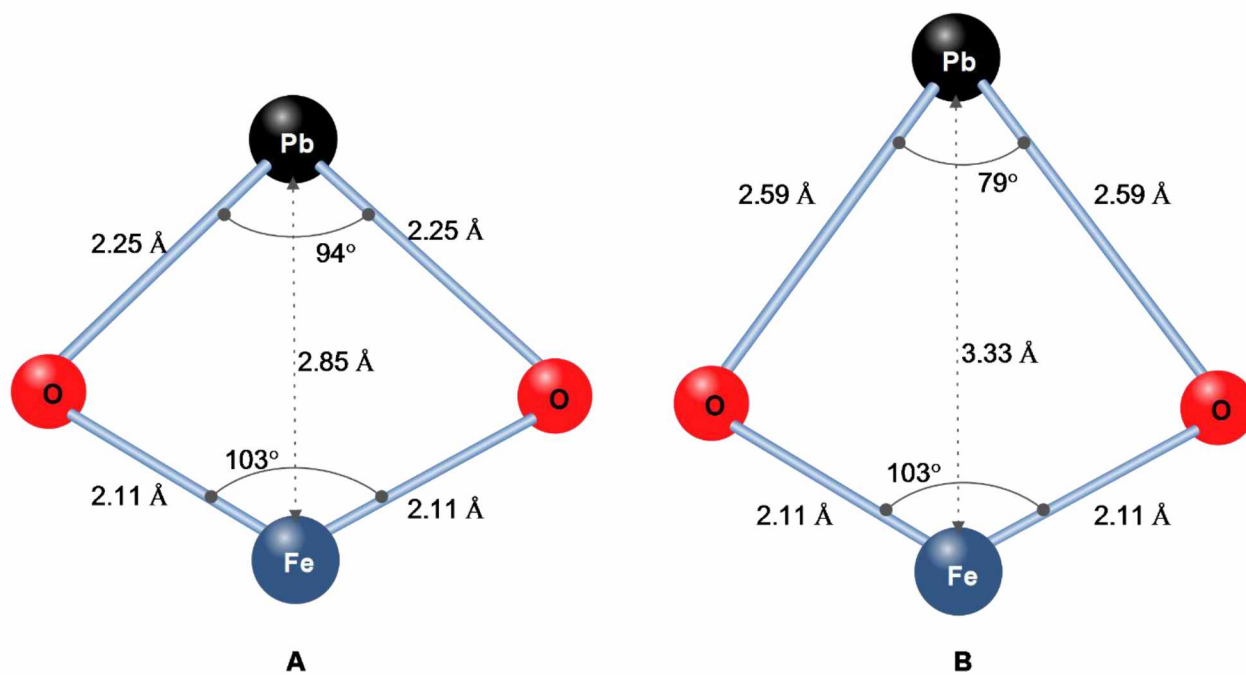 Pb
94°
2.25 Å
2.25 Å
2.85 Å
O
O
103°
2.11 Å
2.11 Å
Fe
A
Pb
79°
2.59 Å
2.59 Å
3.33 Å
O
O
103°
2.11 Å
2.11 Å
Fe
B